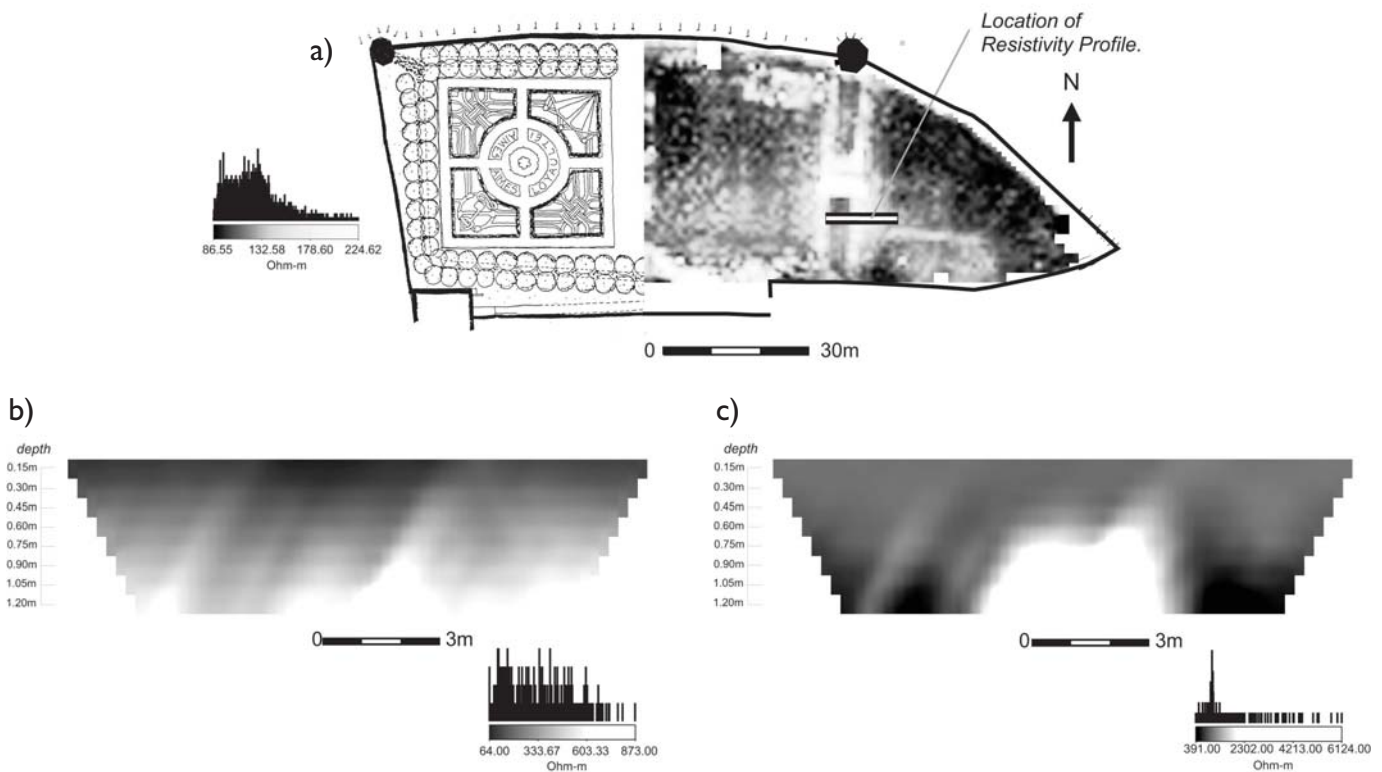 a)
Location of
Resistivity Profile.
N
86.55 132.58 178.60 224.62
Ohm-m
AIMES LOYAULTE!
0 30m
b)
depth
0.15m
0.30m
0.45m
0.60m
0.75m
0.90m
1.05m
1.20m
0 3m
64.00 333.67 603.33 873.00
Ohm-m
c)
depth
0.15m
0.30m
0.45m
0.60m
0.75m
0.90m
1.05m
1.20m
0 3m
391.00 2302.00 4213.00 6124.00
Ohm-m